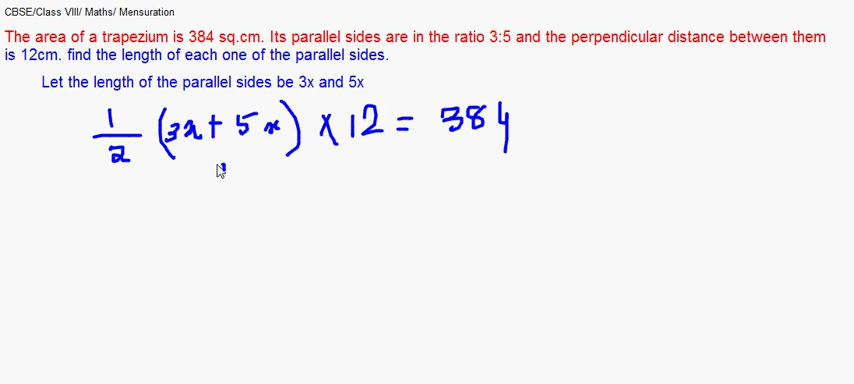 CBSE/Class VIII/ Maths/ Mensuration
The area of a trapezium is 384 sq.cm. Its parallel sides are in the ratio 3:5 and the perpendicular distance between them
is 12cm. find the length of each one of the parallel sides.
Let the length of the parallel sides be 3x and 5x
1/2 (3x + 5x) × 12 = 384